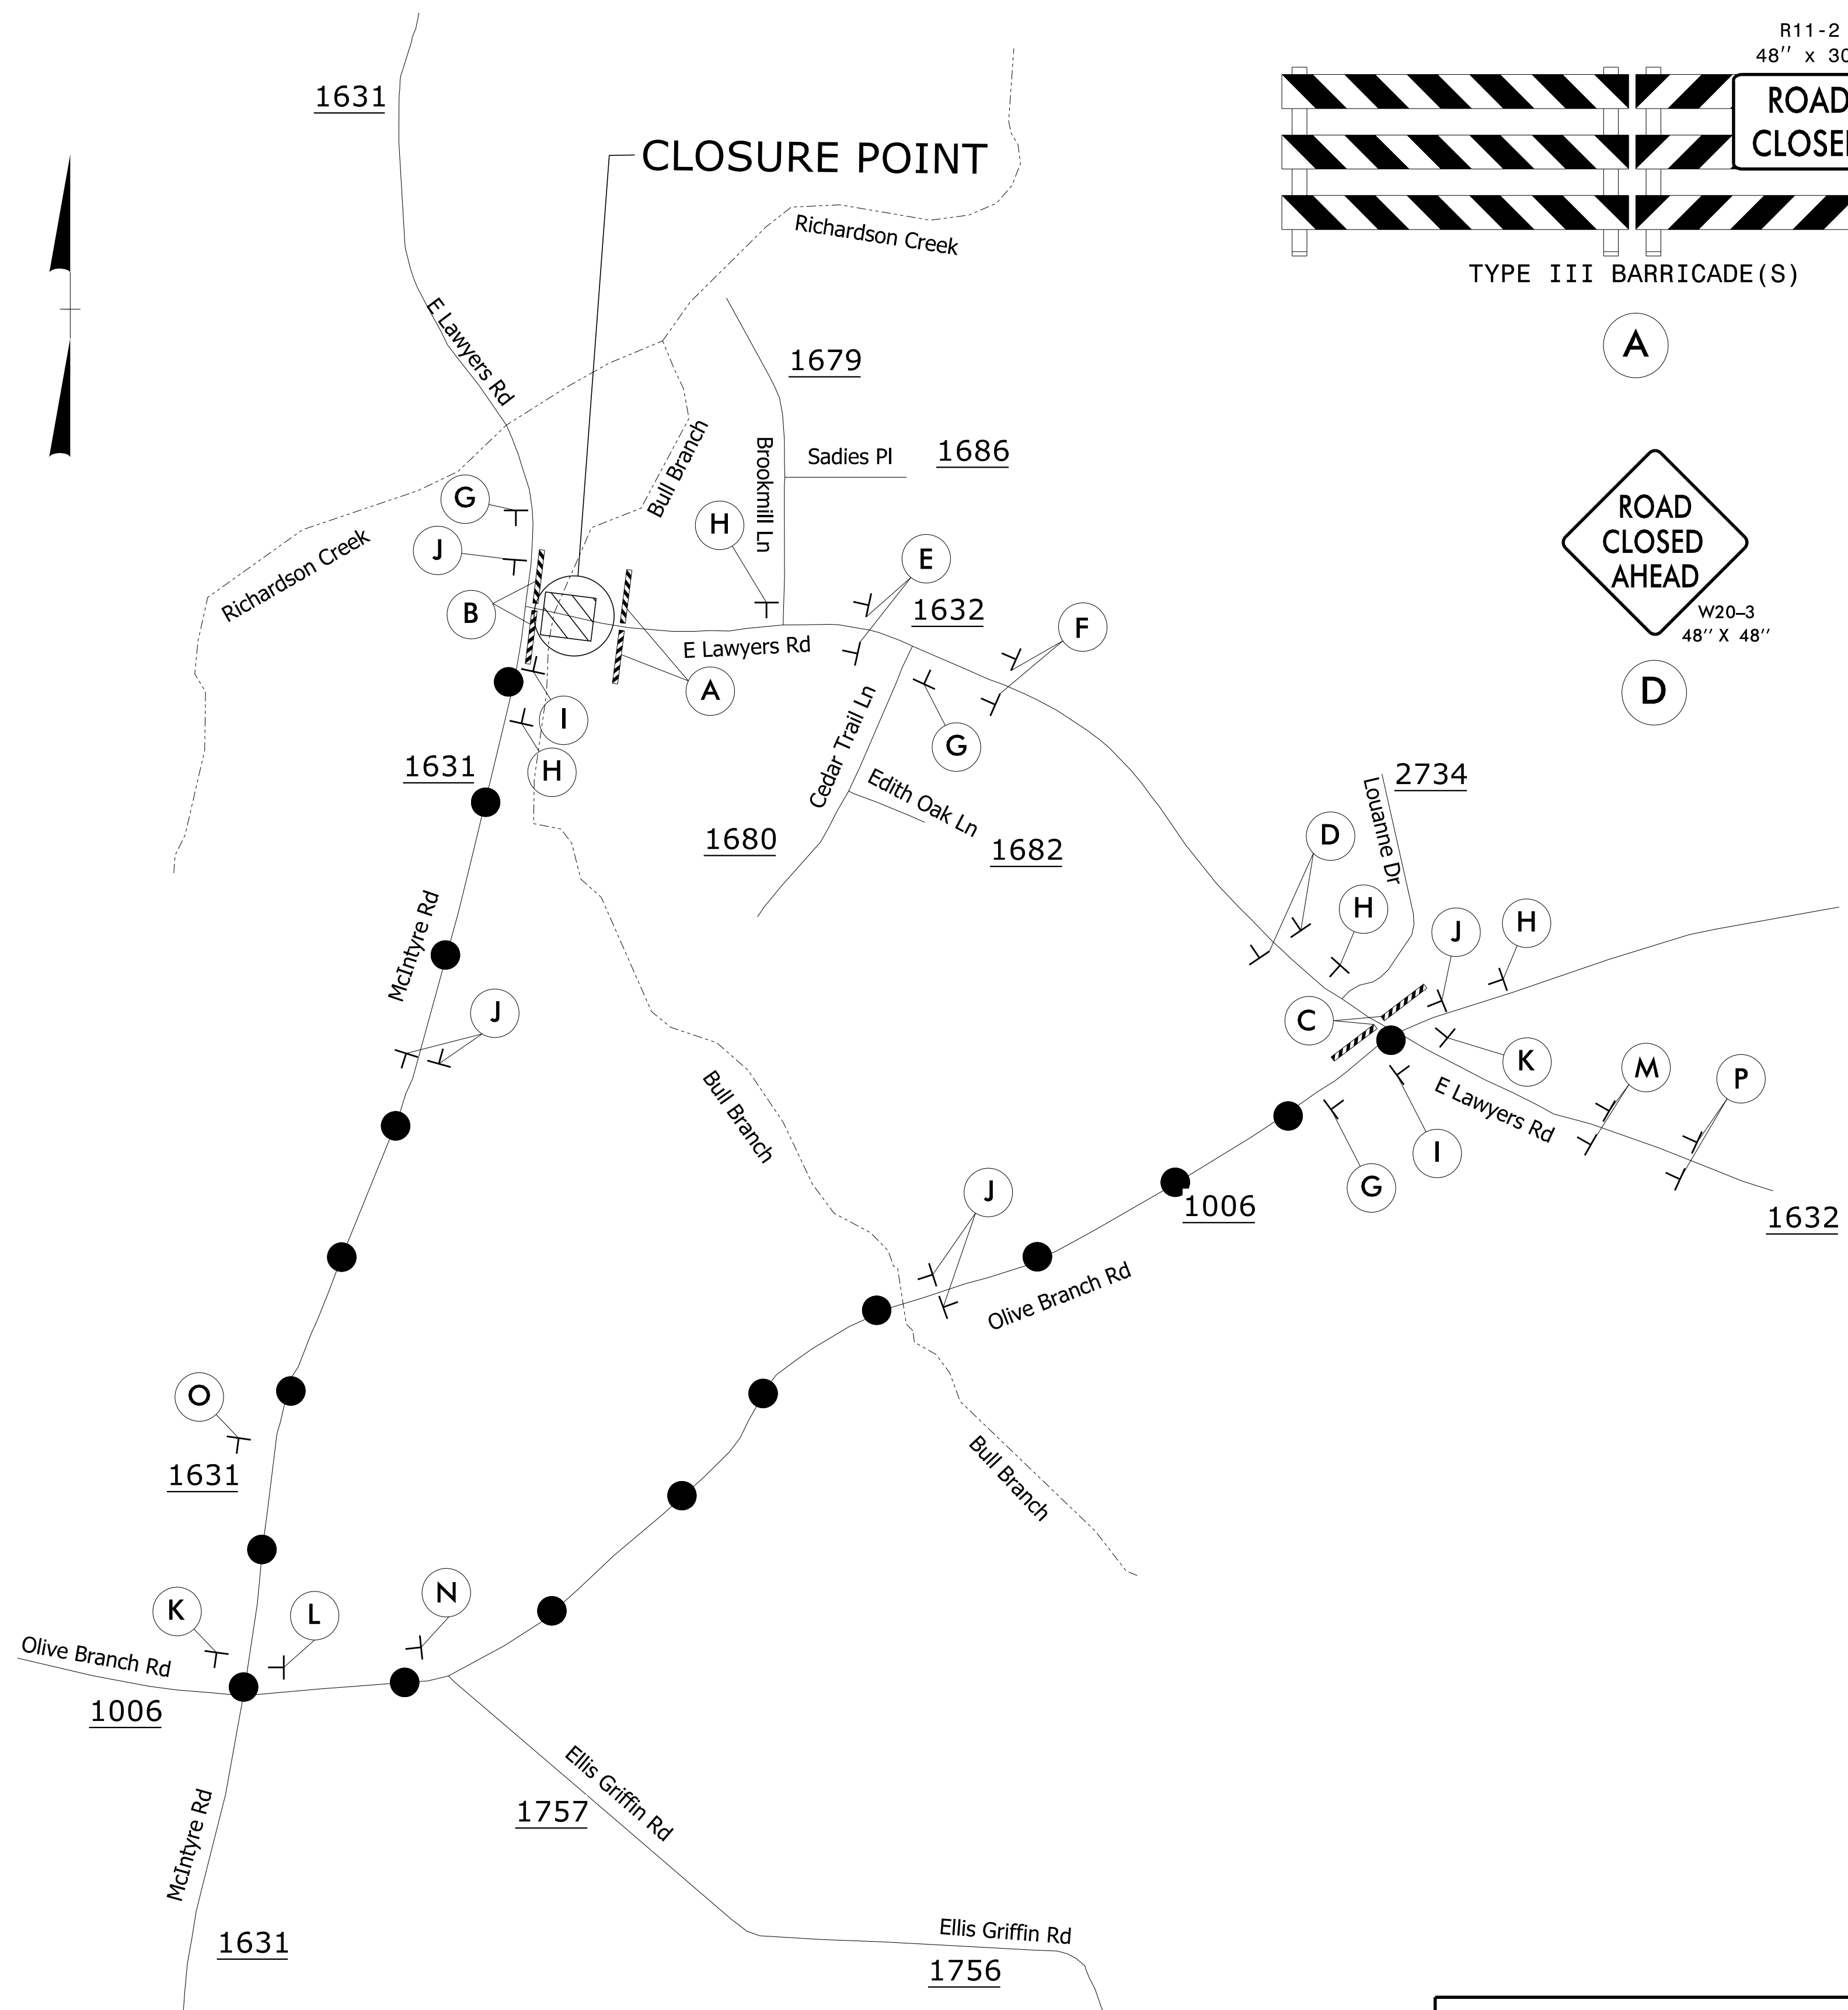 R11-2
48" x 30
ROAD
CLOSE
TYPE III BARRICADE(S)
A
1631
CLOSURE POINT
Richardson Creek
E Lawyers Rd
1679
Bull Branch
Brookmill Ln
Sadies Pl
1686
ROAD
CLOSED
AHEAD
W20-3
48" X 48"
D
G
J
H
E
Richardson Creek
B
1632
F
E Lawyers Rd
A
I
G
H
1631
Cedar Trail Ln
Edith Oak Ln
1680
1682
2734
Louanne Dr
D
H
J
H
McIntyre Rd
J
C
K
M
P
E Lawyers Rd
Bull Branch
I
G
J
1006
1632
Olive Branch Rd
O
1631
Bull Branch
K
L
N
Olive Branch Rd
1006
Ellis Griffin Rd
1757
McIntyre Rd
Ellis Griffin Rd
1631
1756